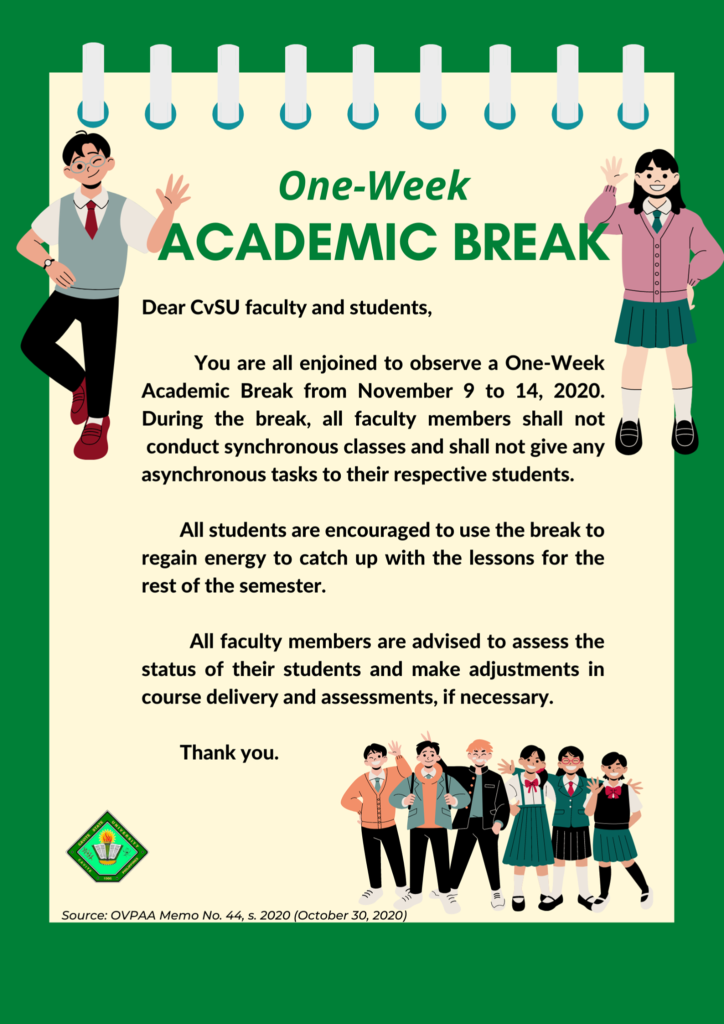 One-Week
ACADEMIC BREAK
Dear CvSU faculty and students,
You are all enjoined to observe a One-Week
Academic Break from November 9 to 14, 2020.
During the break, all faculty members shall not
conduct synchronous classes and shall not give any
asynchronous tasks to their respective students.
All students are encouraged to use the break to
regain energy to catch up with the lessons for the
rest of the semester.
All faculty members are advised to assess the
status of their students and make adjustments in
course delivery and assessments, if necessary.
Thank you.
Source: OVPAA Memo No. 44, s. 2020 (October 30, 2020)